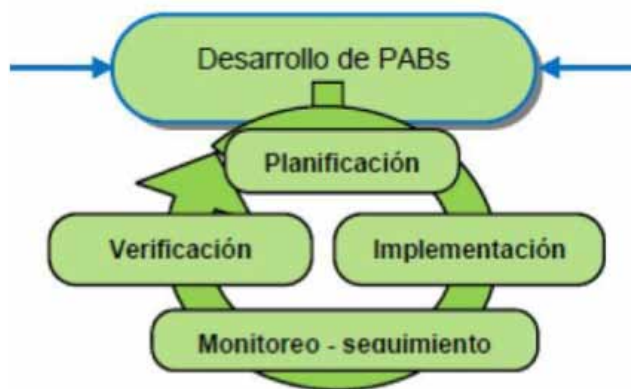 Desarrollo de PABs
Planificación
Verificación
Implementación
Monitoreo - seguimiento